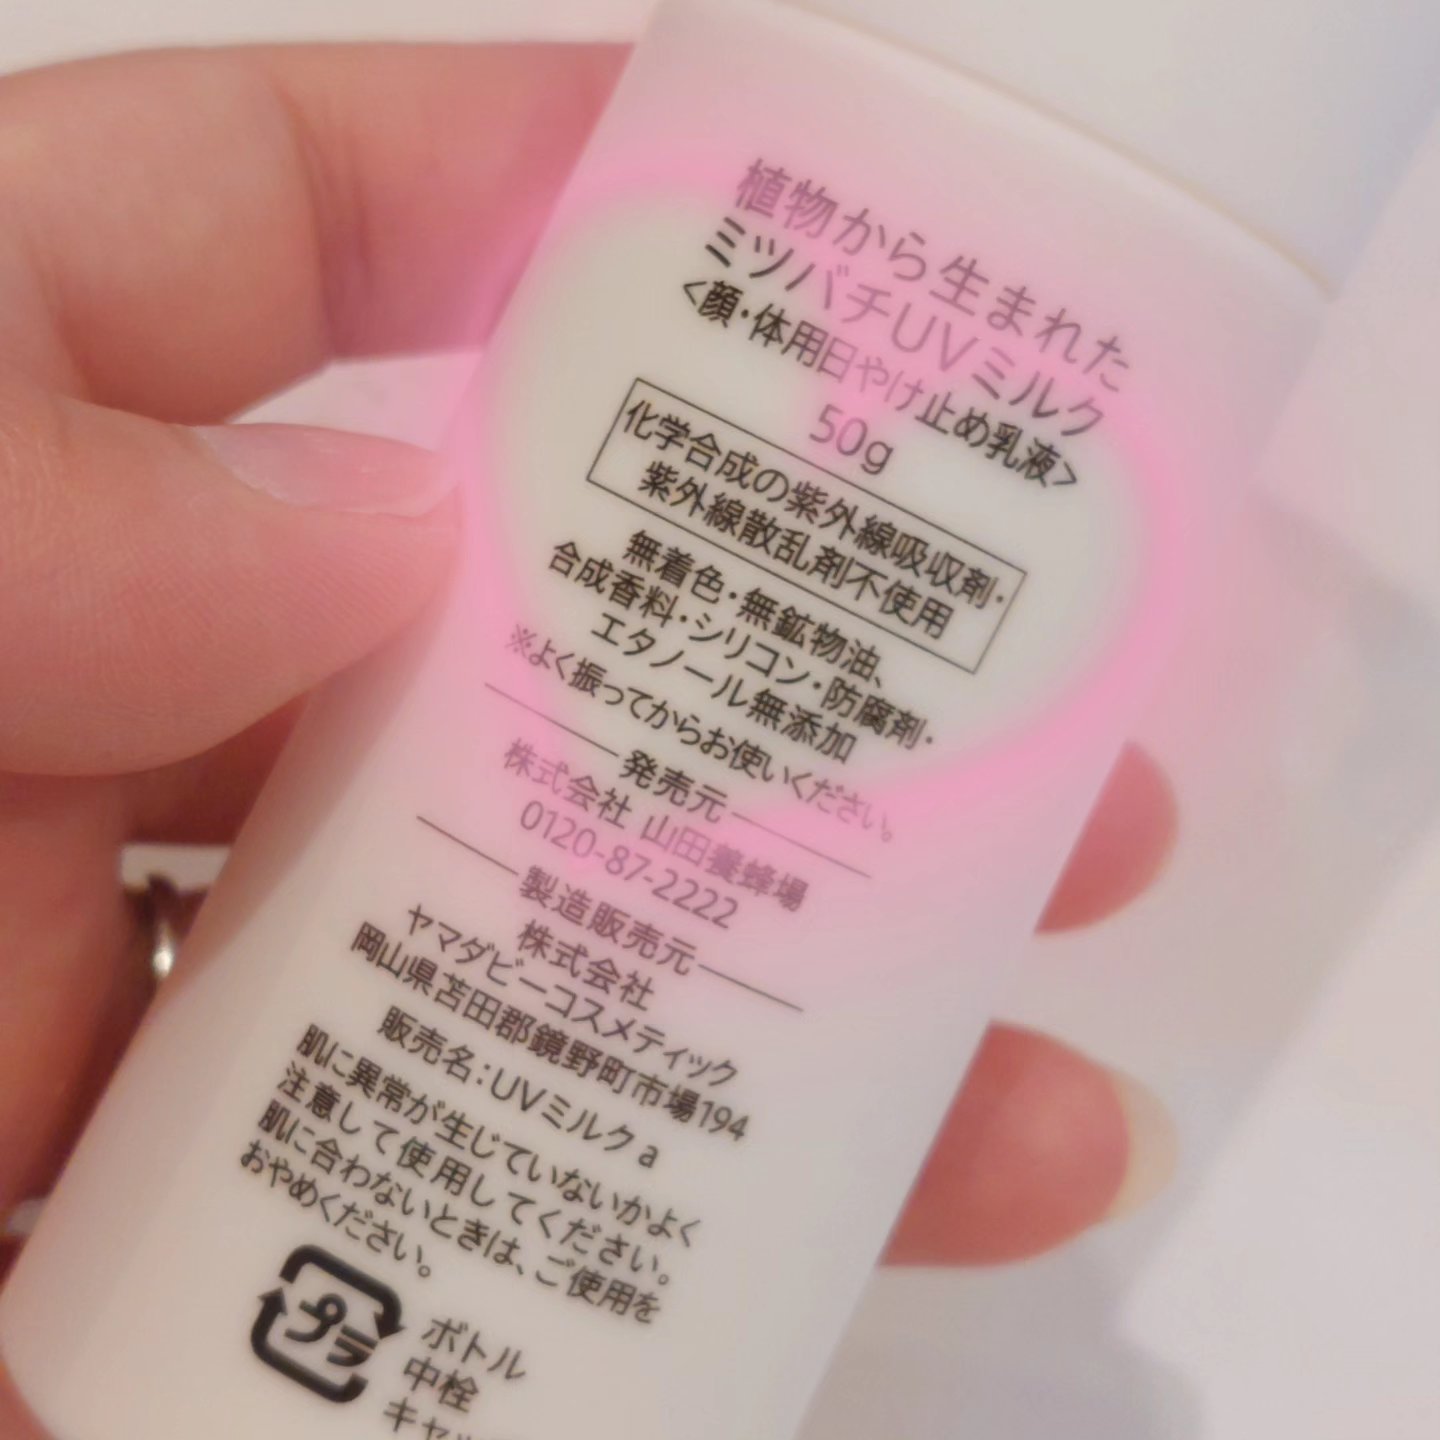 植物から生まれた
ミツバチUVミルク
<顔・体用日やけ止め乳液>
50g
化学合成の紫外線吸収剤・
紫外線散乱剤不使用
無着色・無鉱物油、
合成香料・シリコン・防腐剤・
エタノール無添加
※よく振ってからお使いください。
発売元
株式会社 山田養蜂場
0120-87-2222
製造販売元
株式会社
ヤマダビーコスメティック
岡山県苫田郡鏡野町市場194
販売名:UVミルクa
肌に異常が生じていないかよく
注意して使用してください。
肌に合わないときは、ご使用を
おやめください。
プラ
ボトル
中栓
キャッ